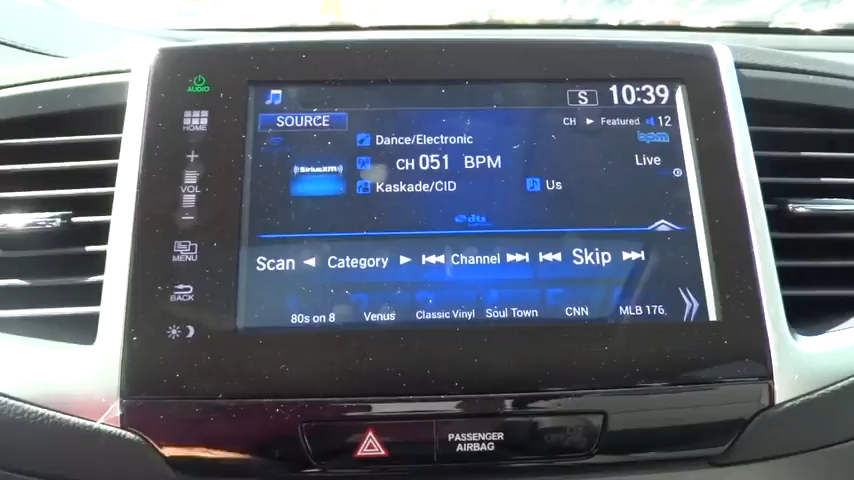 AUDIO
HOME
+
VOL
−
MENU
BACK
S 10:39
SOURCE
CH ▶ Featured 12
bpm
Dance/Electronic
SiriusXM
CH 051 BPM
Live
Kaskade/CID
Us
dts
Scan ◀ Category ▶ Channel Skip
80s on 8 Venus Classic Vinyl Soul Town CNN MLB 176.
PASSENGER
AIRBAG